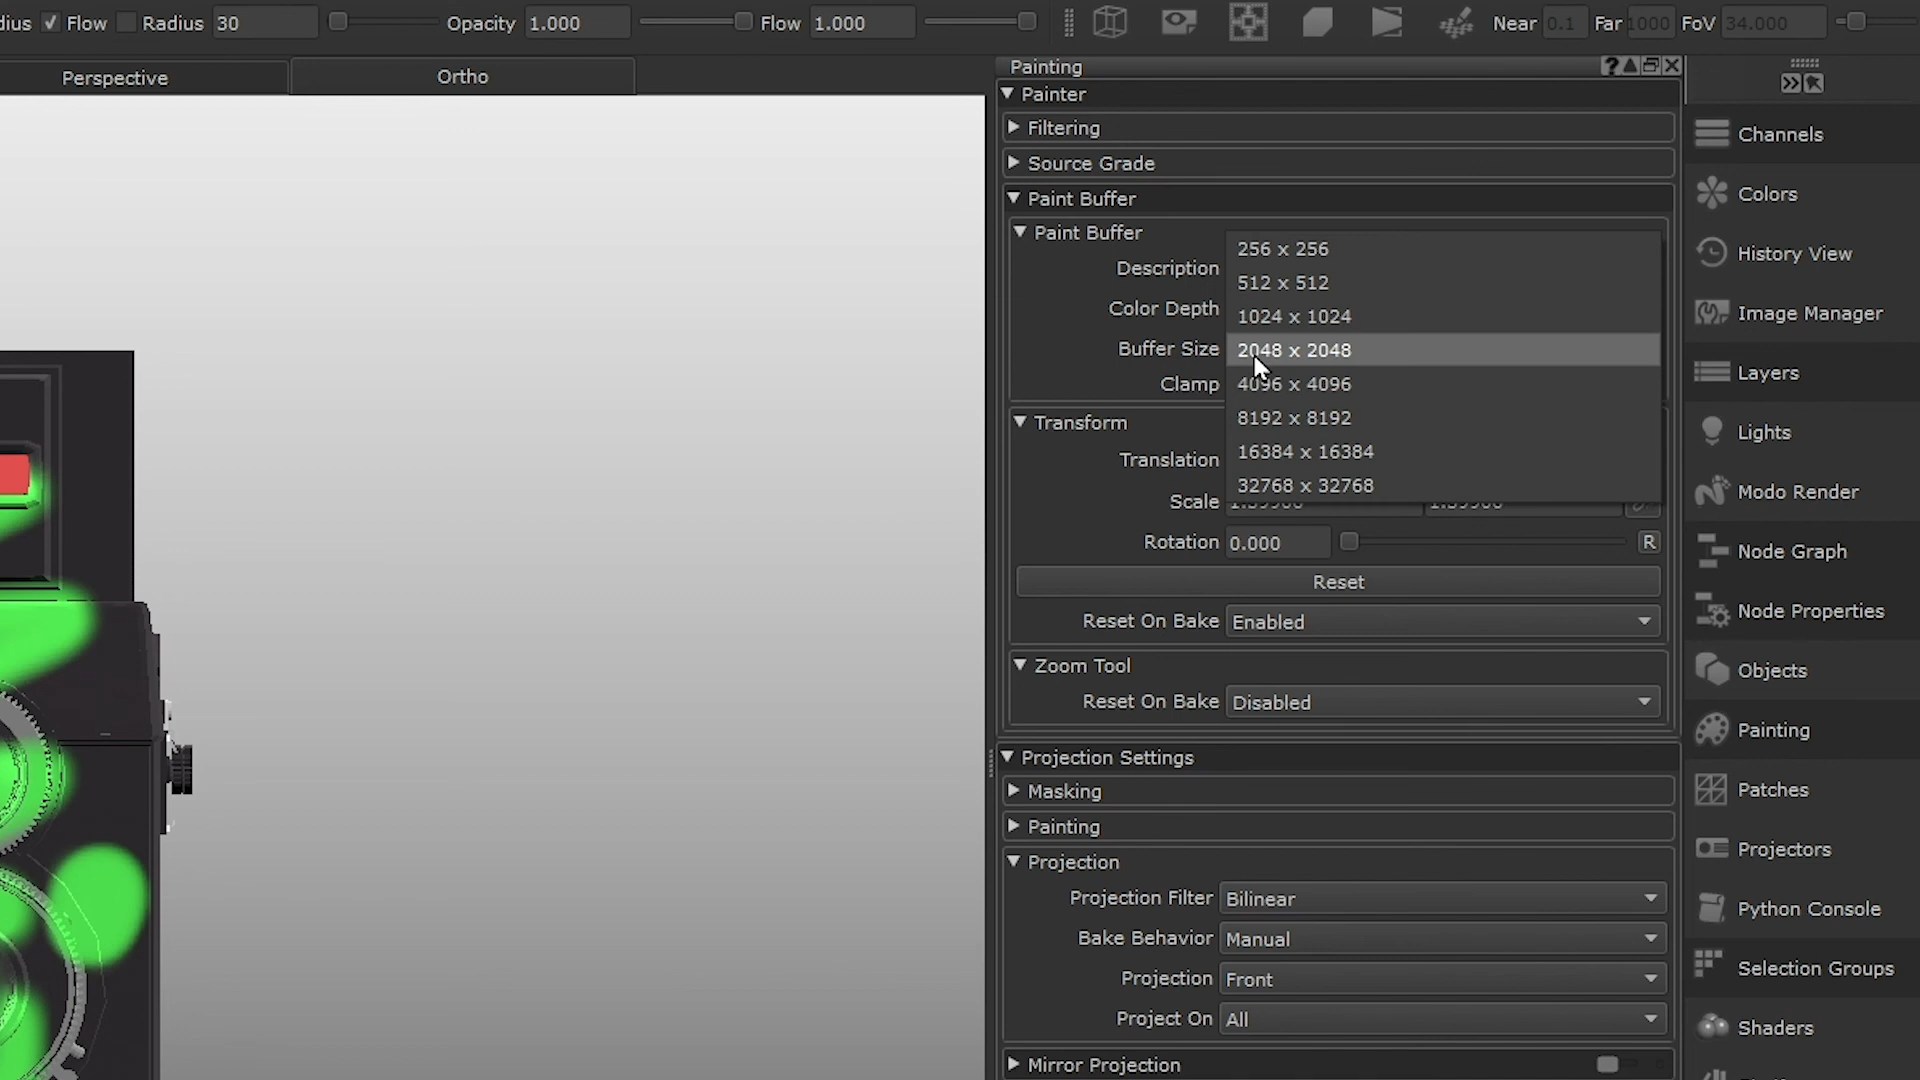 dius Flow Radius 30 Opacity 1.000 Flow 1.000 Near 0.1 Far 1000 FoV 34.000
Perspective Ortho
Painting
Painter
Filtering
Source Grade
Paint Buffer
Paint Buffer
Description
Color Depth
Buffer Size
Clamp
256 x 256
512 x 512
1024 x 1024
2048 x 2048
4096 x 4096
8192 x 8192
16384 x 16384
32768 x 32768
Transform
Translation
Scale
Rotation 0.000 R
Reset
Reset On Bake Enabled
Zoom Tool
Reset On Bake Disabled
Projection Settings
Masking
Painting
Projection
Projection Filter Bilinear
Bake Behavior Manual
Projection Front
Project On All
Mirror Projection
Channels
Colors
History View
Image Manager
Layers
Lights
Modo Render
Node Graph
Node Properties
Objects
Painting
Patches
Projectors
Python Console
Selection Groups
Shaders